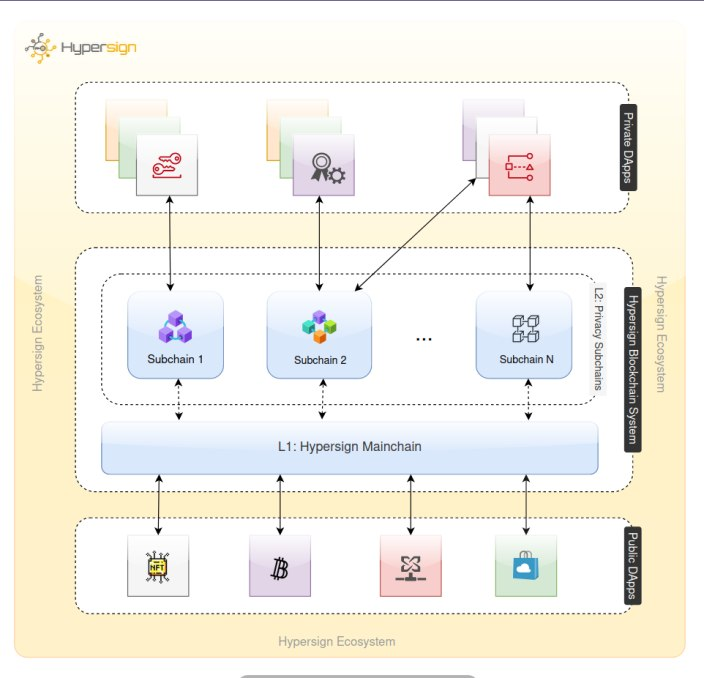 Hypersign
Private DApps
Hypersign Ecosystem
Hypersign Ecosystem
Subchain 1
Subchain 2
...
Subchain N
L2: Privacy Subchains
Hypersign Blockchain System
L1: Hypersign Mainchain
NFT
Public DApps
Hypersign Ecosystem